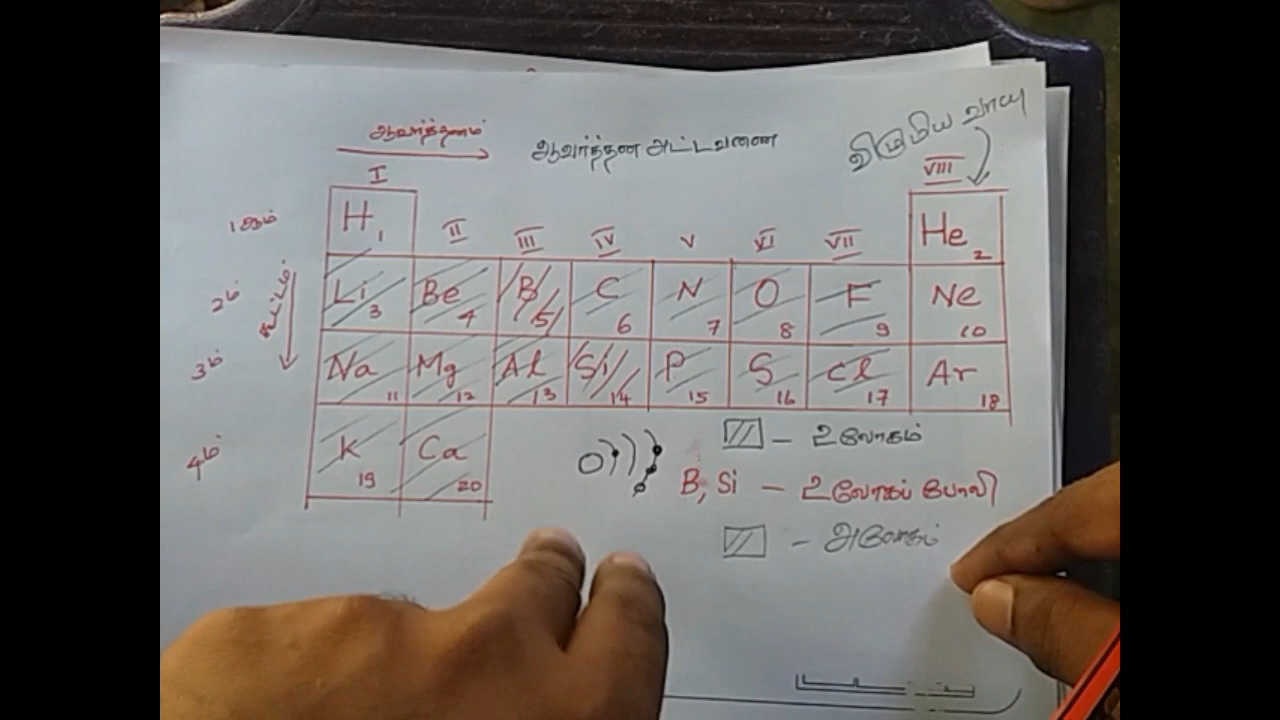 ஆவர்த்தனம்
ஆவர்த்தன அட்டவணை
விழுமிய வாயு
I VIII
1ஆம் H 1 II III IV V VI VII He 2
2ம் Li 3 Be 4 B 5 C 6 N 7 O 8 F 9 Ne 10
கூட்டம்
3ம் Na 11 Mg 12 Al 13 Si 14 P 15 S 16 Cl 17 Ar 18
4ம் K 19 Ca 20
– உலோகம்
B, Si – உலோகப் போலி
– அலோகம்